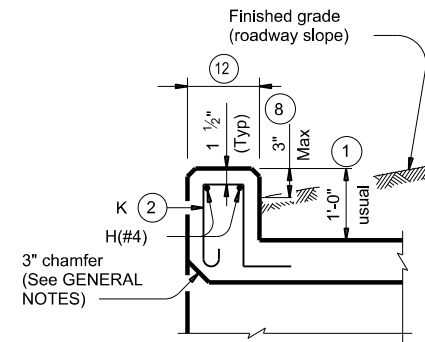 Finished grade
(roadway slope)
12
8
1 ½"
(Typ)
3"
Max
1
1'-0"
usual
K 2
H(#4)
3" chamfer
(See GENERAL
NOTES)